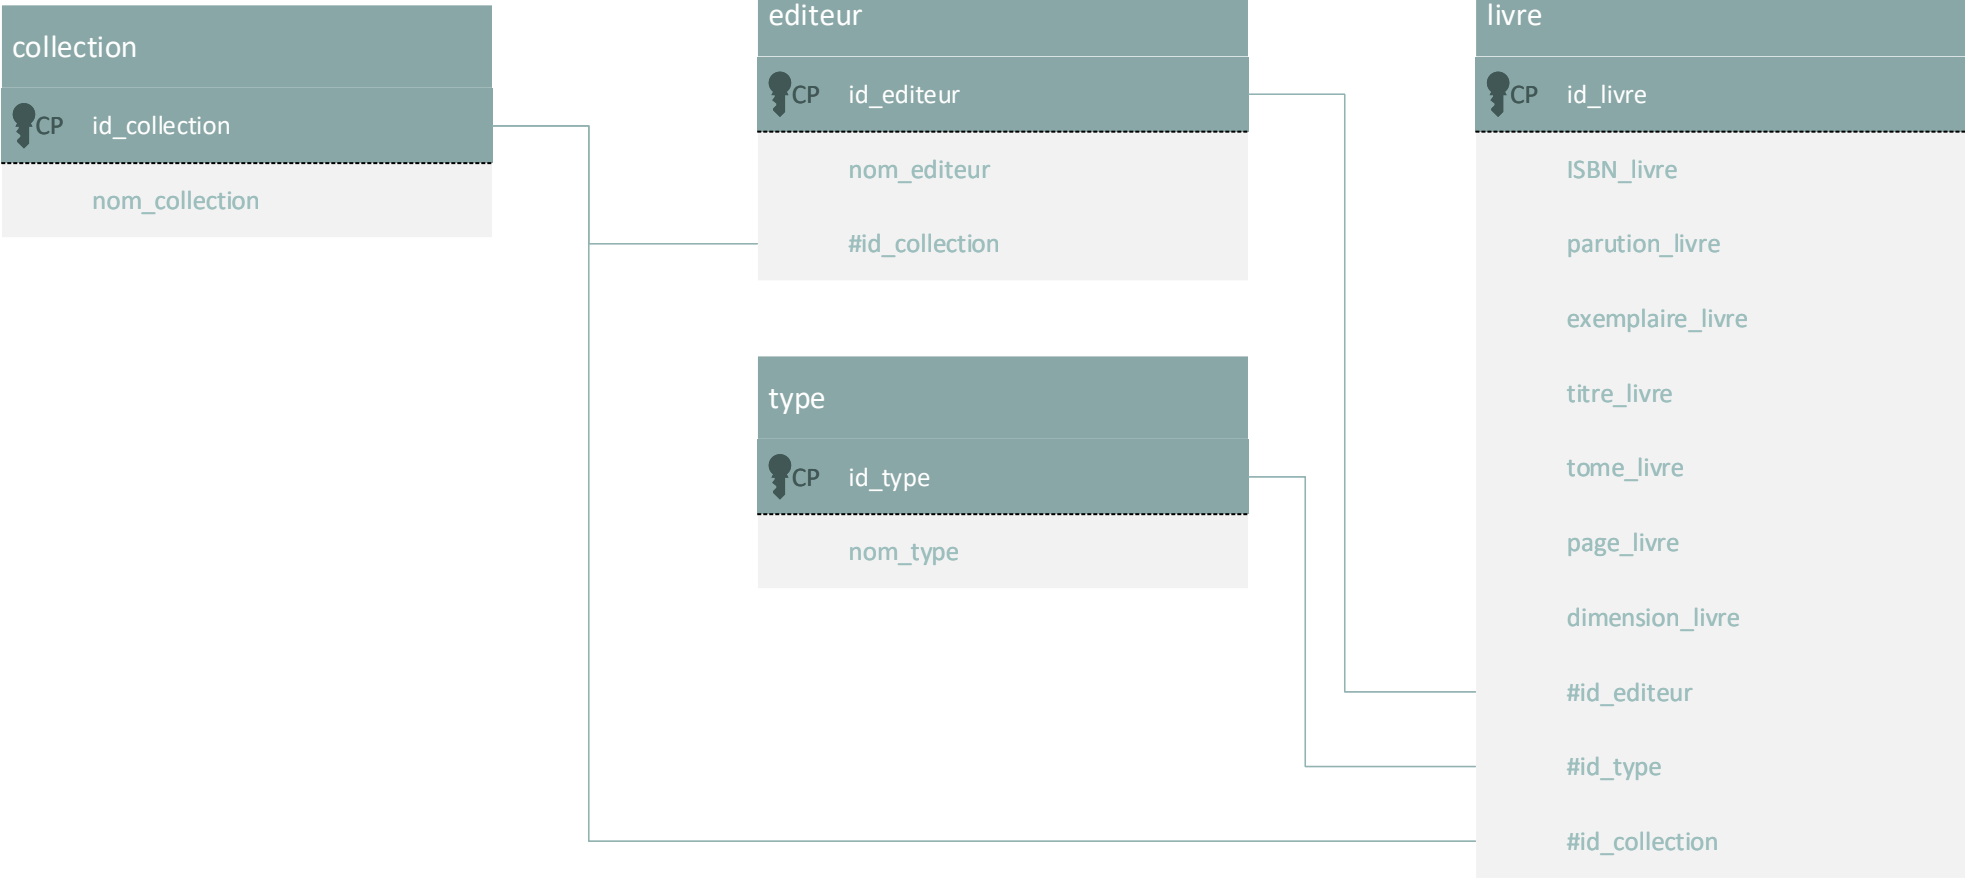 collection
CP id_collection
nom_collection
editeur
CP id_editeur
nom_editeur
#id_collection
type
CP id_type
nom_type
livre
CP id_livre
ISBN_livre
parution_livre
exemplaire_livre
titre_livre
tome_livre
page_livre
dimension_livre
#id_editeur
#id_type
#id_collection